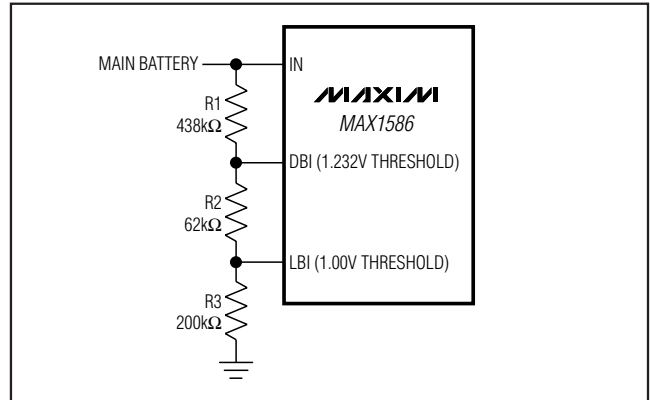 MAIN BATTERY
IN
MAXIM
MAX1586
R1
438kΩ
DBI (1.232V THRESHOLD)
R2
62kΩ
LBI (1.00V THRESHOLD)
R3
200kΩ